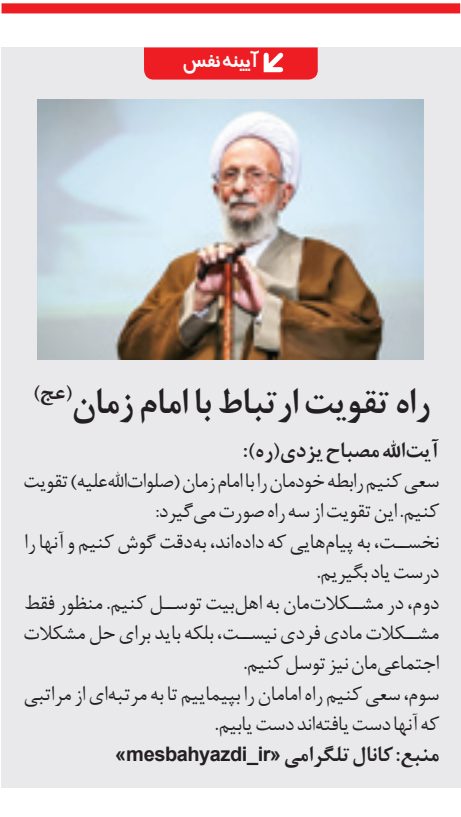 آیینه نفس
راه تقویت ارتباط با امام زمان (عج)
آیت‌الله مصباح یزدی(ره):
سعی کنیم رابطه خودمان را با امام زمان (صلوات‌الله‌علیه) تقویت
کنیم. این تقویت از سه راه صورت می‌گیرد:
نخست، به پیام‌هایی که داده‌اند، به‌دقت گوش کنیم و آنها را
درست یاد بگیریم.
دوم، در مشکلات‌مان به اهل‌بیت توسل کنیم. منظور فقط
مشکلات مادی فردی نیست، بلکه باید برای حل مشکلات
اجتماعی‌مان نیز توسل کنیم.
سوم، سعی کنیم راه امامان را بپیماییم تا به مرتبه‌ای از مراتبی
که آنها دست یافته‌اند دست یابیم.
منبع: کانال تلگرامی «mesbahyazdi_ir»